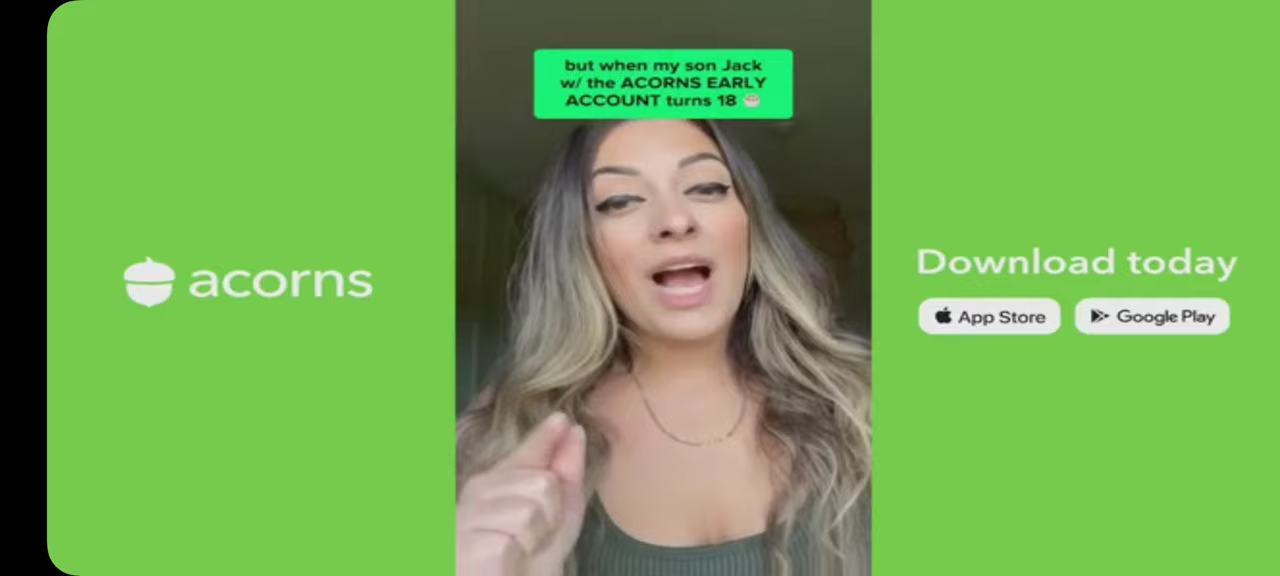 but when my son Jack
w/ the ACORNS EARLY
ACCOUNT turns 18 🎂
acorns
Download today
App Store
Google Play